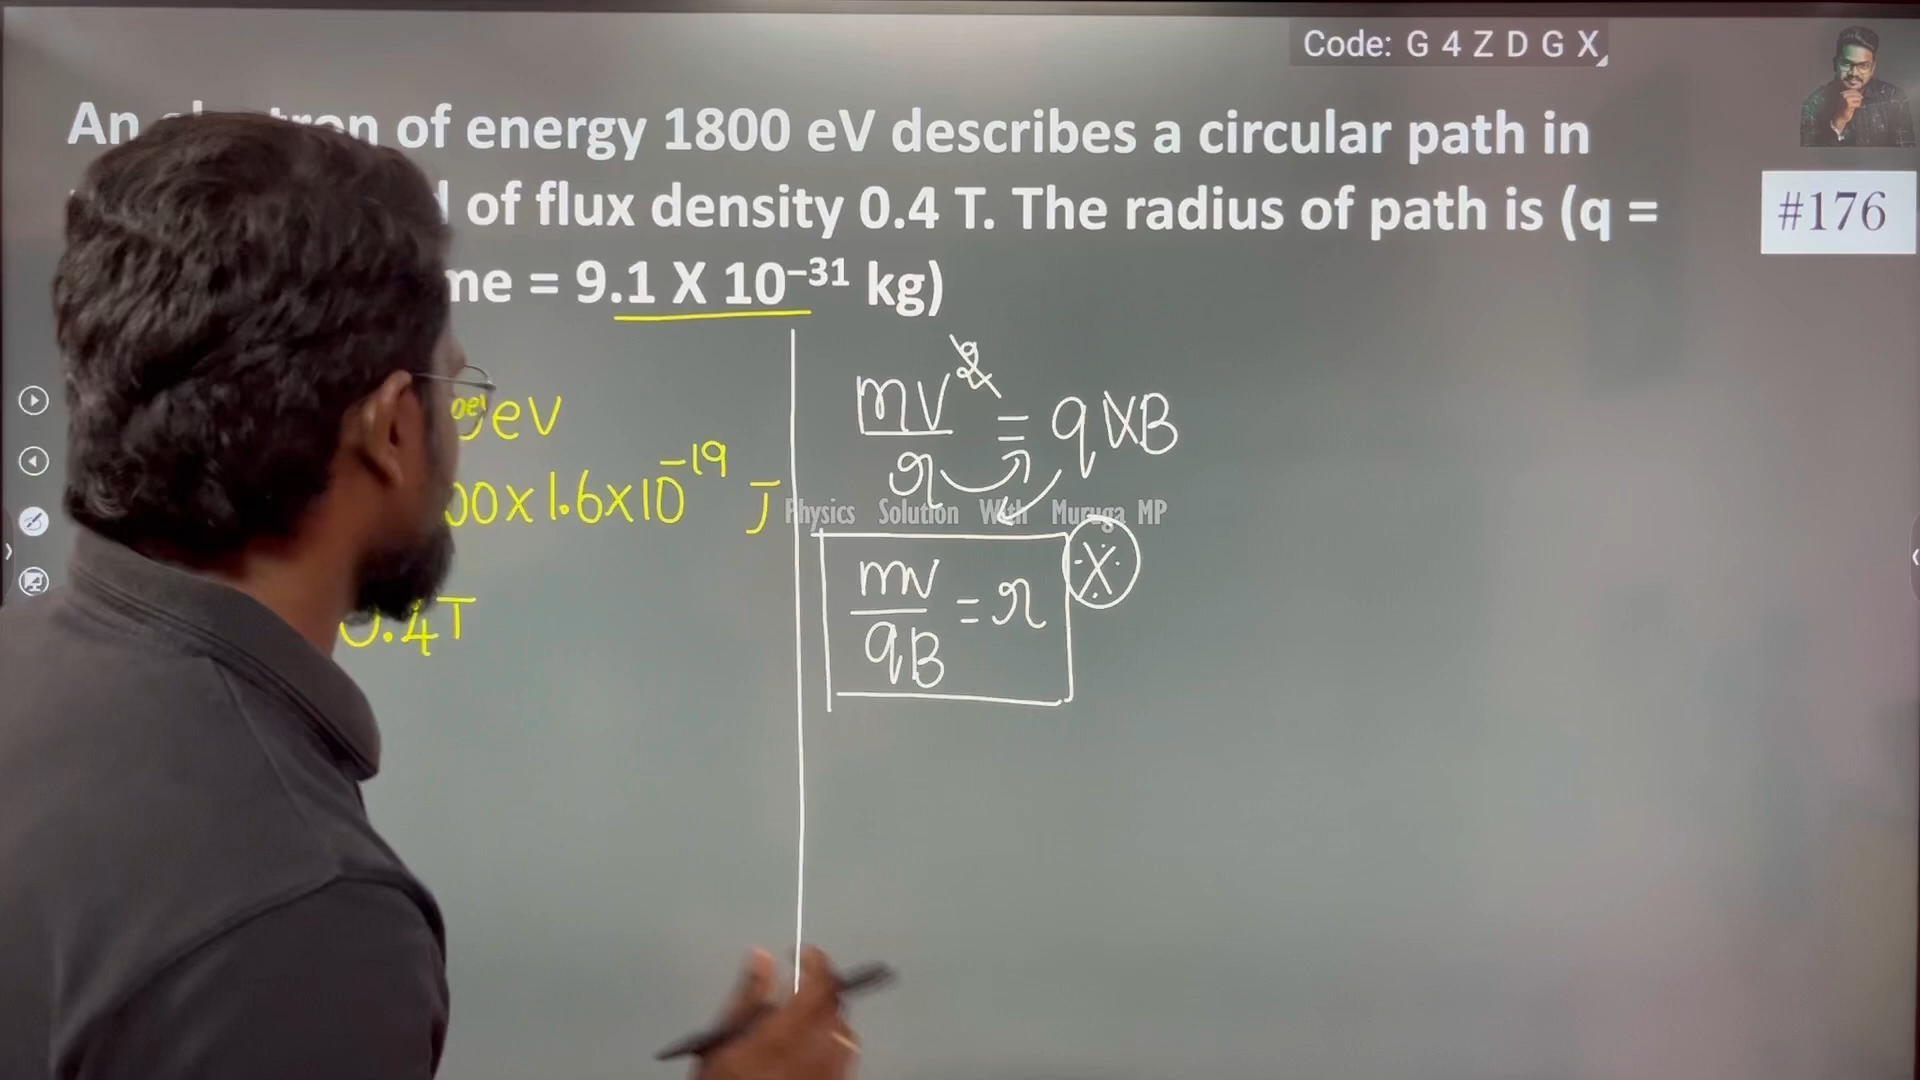 Code: G 4 Z D G X
An of energy 1800 eV describes a circular path in
of flux density 0.4 T. The radius of path is (q =
#176
me = 9.1 X 10⁻³¹ kg)
eV
00x1.6x10⁻¹⁹ J
0.4T
mv²/r = qVB
Physics Solution With Muruga MP
mv/qB = r